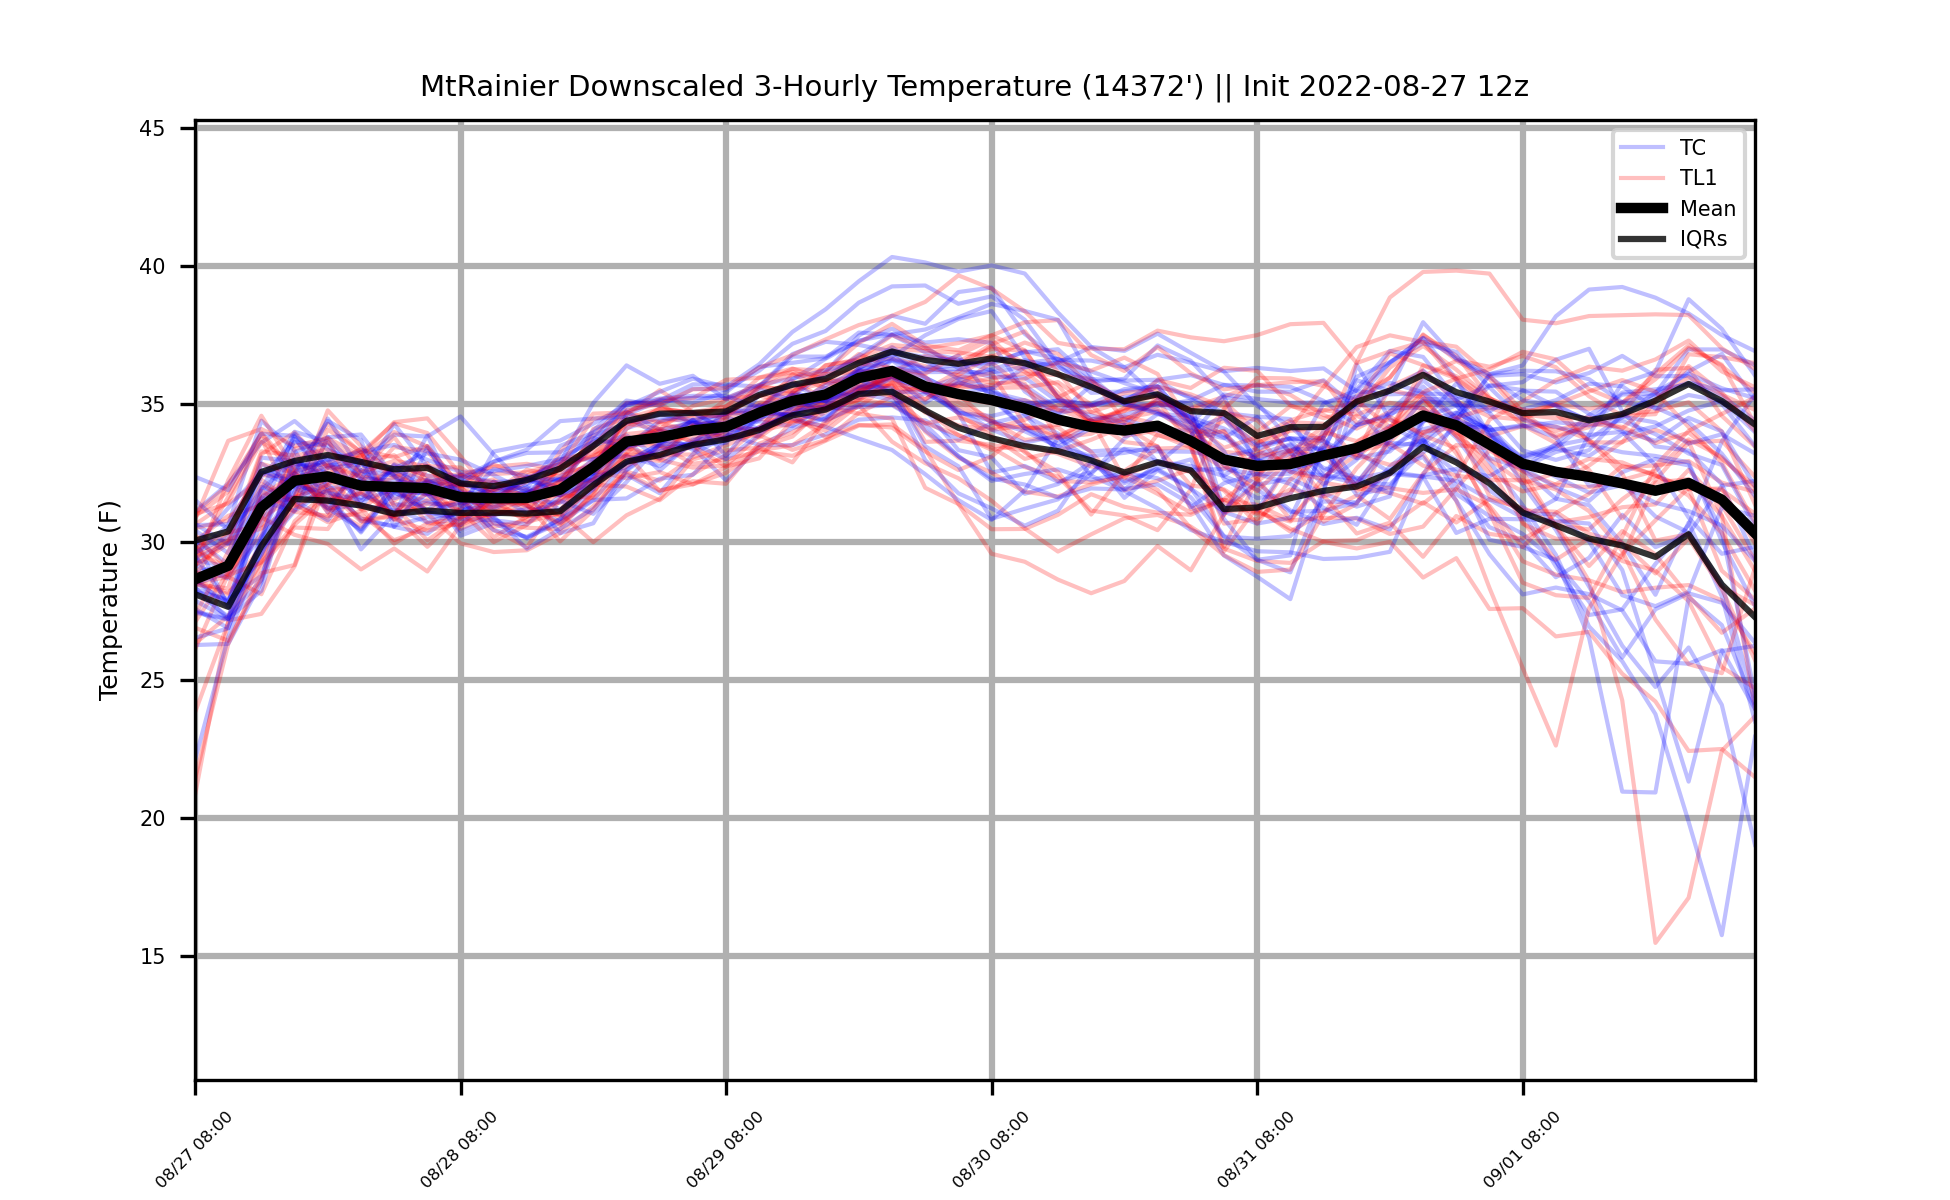 MtRainier Downscaled 3-Hourly Temperature (14372') || Init 2022-08-27 12z
45
40
35
30
25
20
15
Temperature (F)
TC
TL1
Mean
IQRs
08/27 08:00
08/28 08:00
08/29 08:00
08/30 08:00
08/31 08:00
09/01 08:00